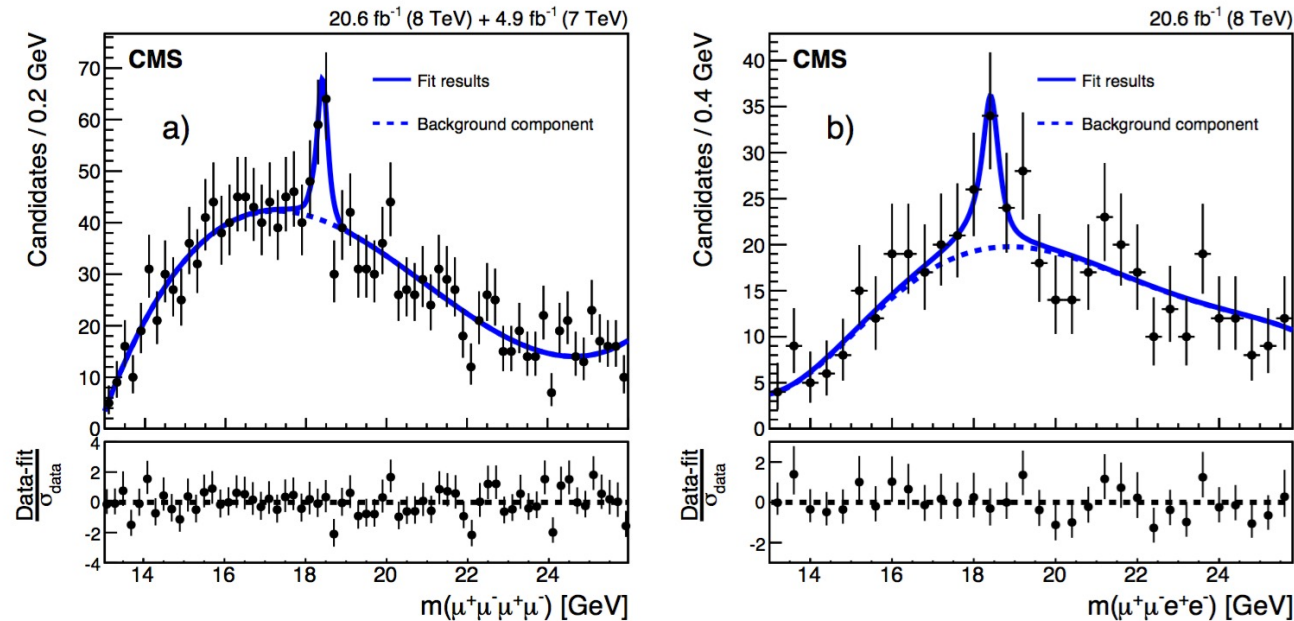 20.6 fb⁻¹ (8 TeV) + 4.9 fb⁻¹ (7 TeV)
CMS
a)
Fit results
Background component
Candidates / 0.2 GeV
70
60
50
40
30
20
10
0
Data-fit
σdata
4
2
0
-2
-4
14 16 18 20 22 24
m(μ⁺μ⁻μ⁺μ⁻) [GeV]
20.6 fb⁻¹ (8 TeV)
CMS
b)
Fit results
Background component
Candidates / 0.4 GeV
40
35
30
25
20
15
10
5
0
Data-fit
σdata
2
0
-2
14 16 18 20 22 24
m(μ⁺μ⁻e⁺e⁻) [GeV]